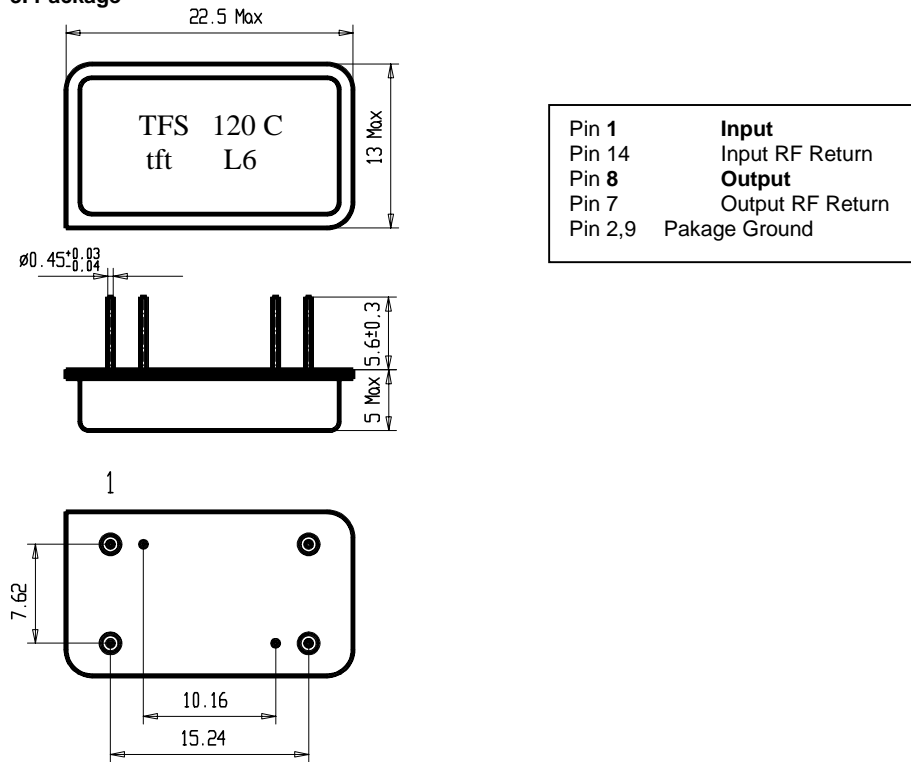 22.5 Max
TFS 120 C
tft L6
13 Max
Pin 1 Input
Pin 14 Input RF Return
Pin 8 Output
Pin 7 Output RF Return
Pin 2,9 Pakage Ground
ø0.45+0.03
-0.04
5.6±0.3
5 Max
1
7.62
10.16
15.24